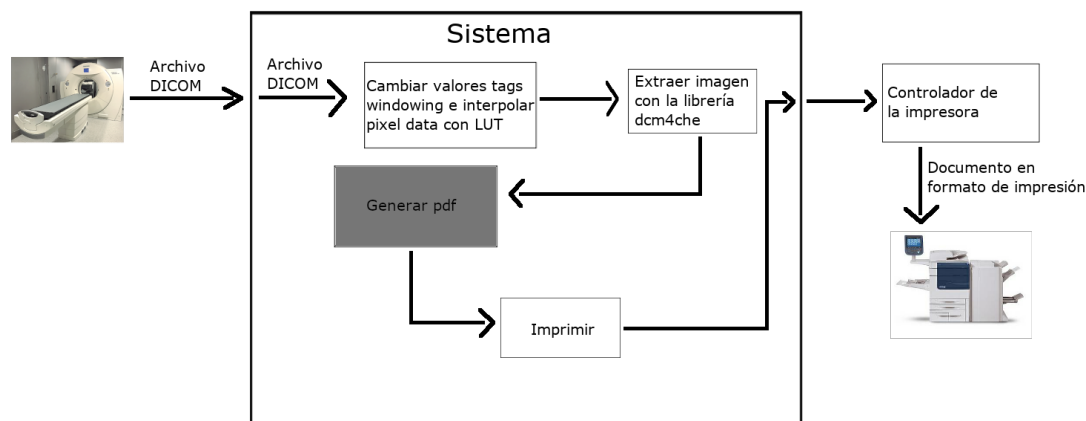 Sistema
Archivo
DICOM
Archivo
DICOM
Cambiar valores tags
windowing e interpolar
pixel data con LUT
Extraer imagen
con la librería
dcm4che
Controlador de
la impresora
Generar pdf
Documento en
formato de impresión
Imprimir